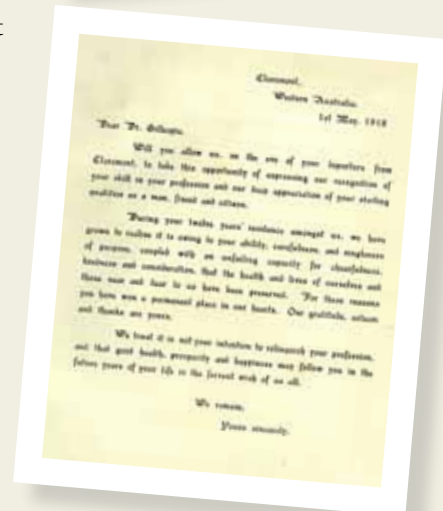 t
Claremont,
Western Australia.
1st May, 1918
Dear Dr. Gillespie,
Will you allow us, on the eve of your departure from
Claremont, to take this opportunity of expressing our recognition of
your skill in your profession and our best appreciation of your sterling
qualities as a man, friend and citizen.
During your twelve years' residence amongst us, we have
grown to realise it is owing to your ability, carefulness, and singleness
of purpose, coupled with an unfailing capacity for cheerfulness,
kindness and consideration, that the health and lives of ourselves and
those near and dear to us have been preserved. For these reasons
you have won a permanent place in our hearts. Our gratitude, esteem
and thanks are yours.
We trust it is not your intention to relinquish your profession,
and that good health, prosperity and happiness may follow you in the
future years of your life is the fervent wish of us all.
We remain,
Yours sincerely,